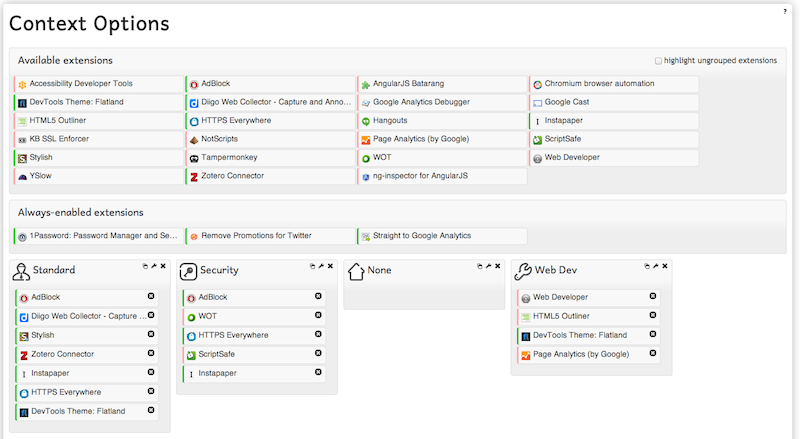 ?
Context Options
Available extensions
highlight ungrouped extensions
Accessibility Developer Tools
AdBlock
AngularJS Batarang
Chromium browser automation
DevTools Theme: Flatland
Diigo Web Collector - Capture and Anno...
Google Analytics Debugger
Google Cast
HTML5 Outliner
HTTPS Everywhere
Hangouts
Instapaper
KB SSL Enforcer
NotScripts
Page Analytics (by Google)
ScriptSafe
Stylish
Tampermonkey
WOT
Web Developer
YSlow
Zotero Connector
ng-inspector for AngularJS
Always-enabled extensions
1Password: Password Manager and Se...
Remove Promotions for Twitter
Straight to Google Analytics
Standard
AdBlock
Diigo Web Collector - Capture ...
Stylish
Zotero Connector
Instapaper
HTTPS Everywhere
DevTools Theme: Flatland
Security
AdBlock
WOT
HTTPS Everywhere
ScriptSafe
Instapaper
None
Web Dev
Web Developer
HTML5 Outliner
DevTools Theme: Flatland
Page Analytics (by Google)